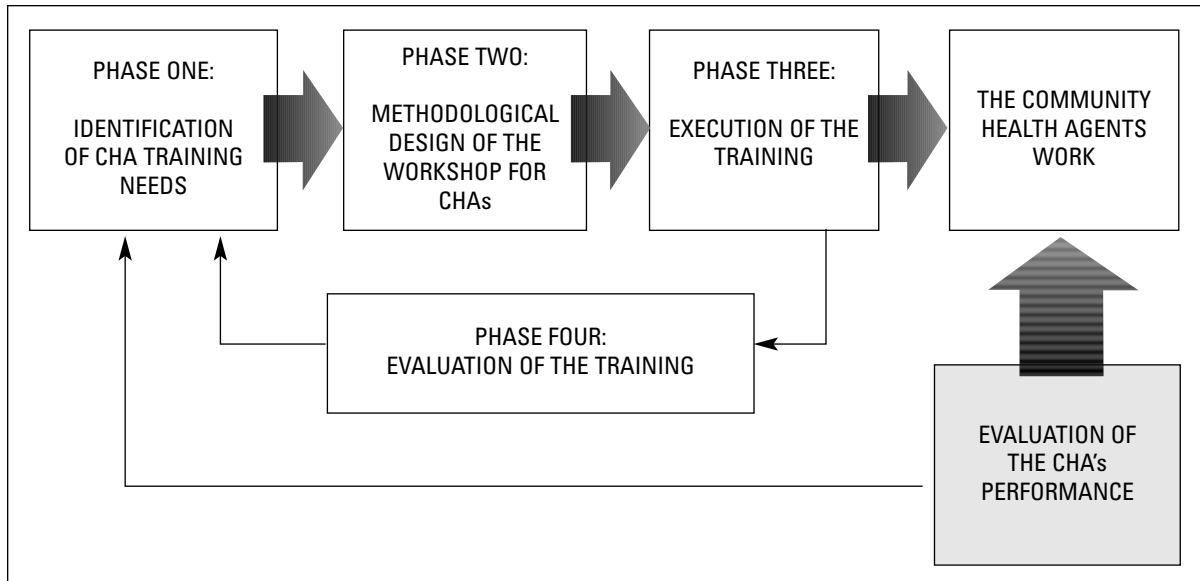 PHASE ONE:
IDENTIFICATION
OF CHA TRAINING
NEEDS
PHASE TWO:
METHODOLOGICAL
DESIGN OF THE
WORKSHOP FOR
CHAs
PHASE THREE:
EXECUTION OF THE
TRAINING
THE COMMUNITY
HEALTH AGENTS
WORK
PHASE FOUR:
EVALUATION OF THE TRAINING
EVALUATION OF
THE CHA's
PERFORMANCE